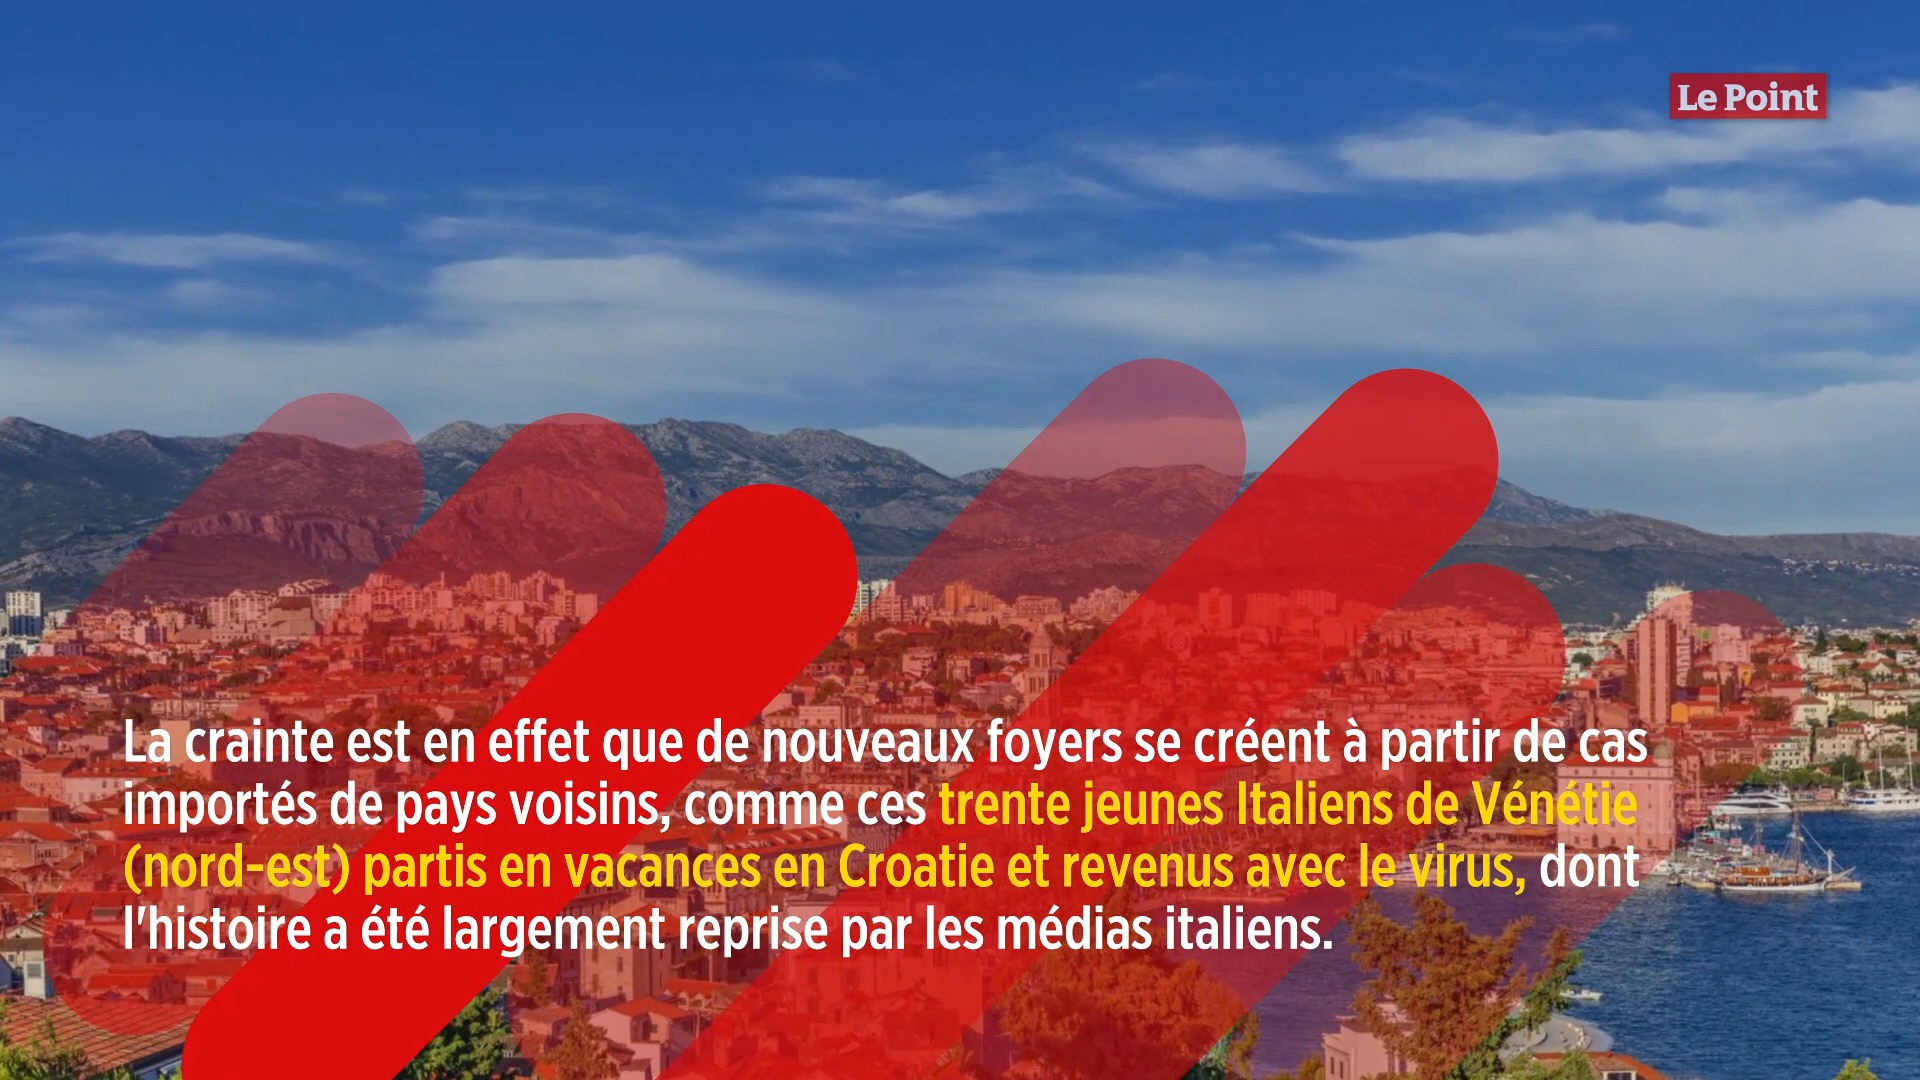 Le Point
La crainte est en effet que de nouveaux foyers se créent à partir de cas
importés de pays voisins, comme ces trente jeunes Italiens de Vénétie
(nord-est) partis en vacances en Croatie et revenus avec le virus, dont
l'histoire a été largement reprise par les médias italiens.